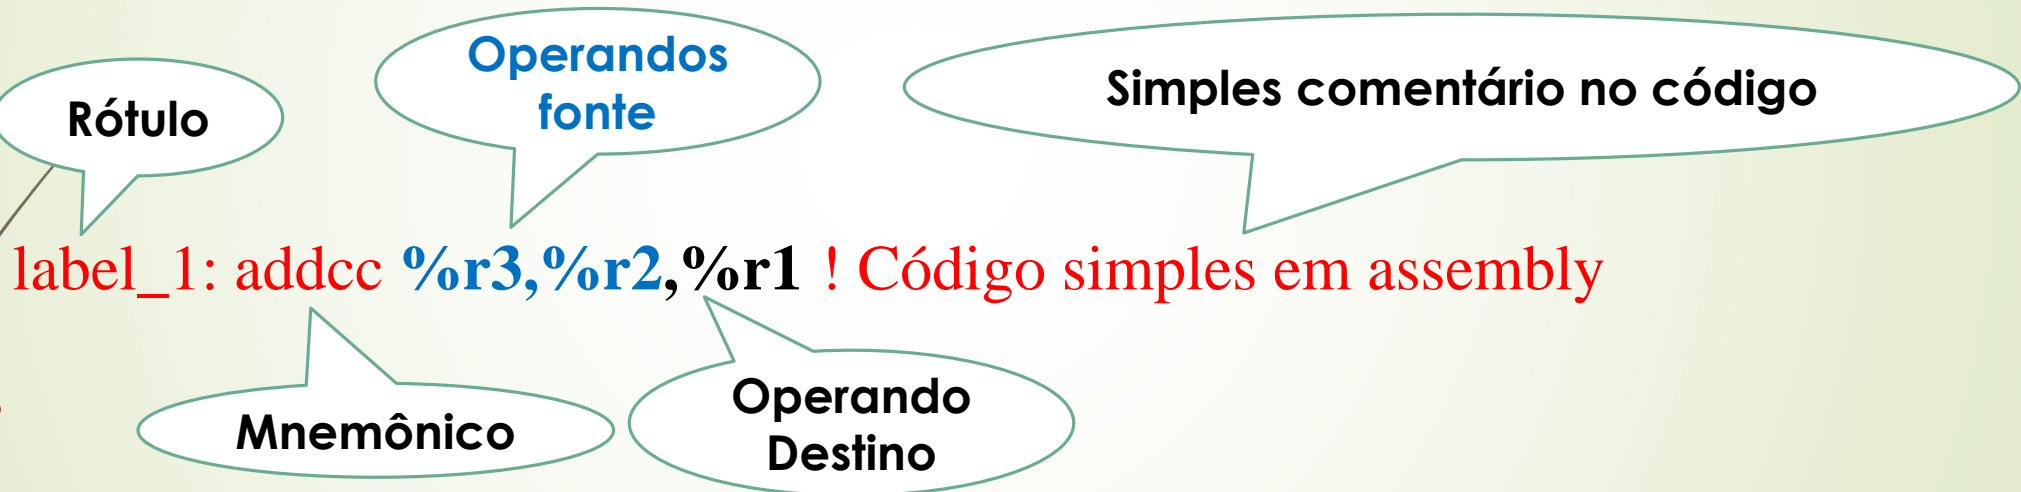 Operandos
fonte
Simples comentário no código
Rótulo
label_1: addcc %r3,%r2,%r1 ! Código simples em assembly
Mnemônico
Operando
Destino